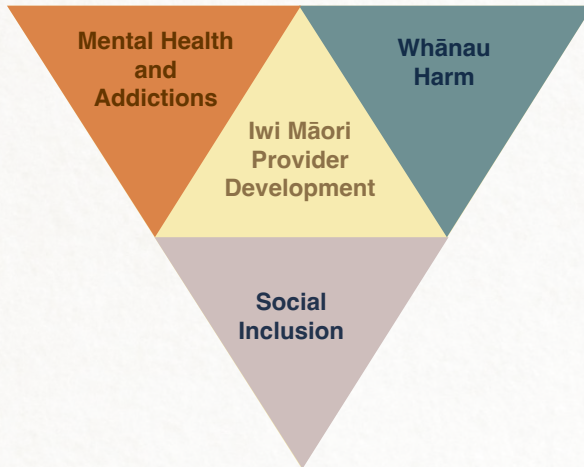 Mental Health
and
Addictions
Whānau
Harm
Iwi Māori
Provider
Development
Social
Inclusion